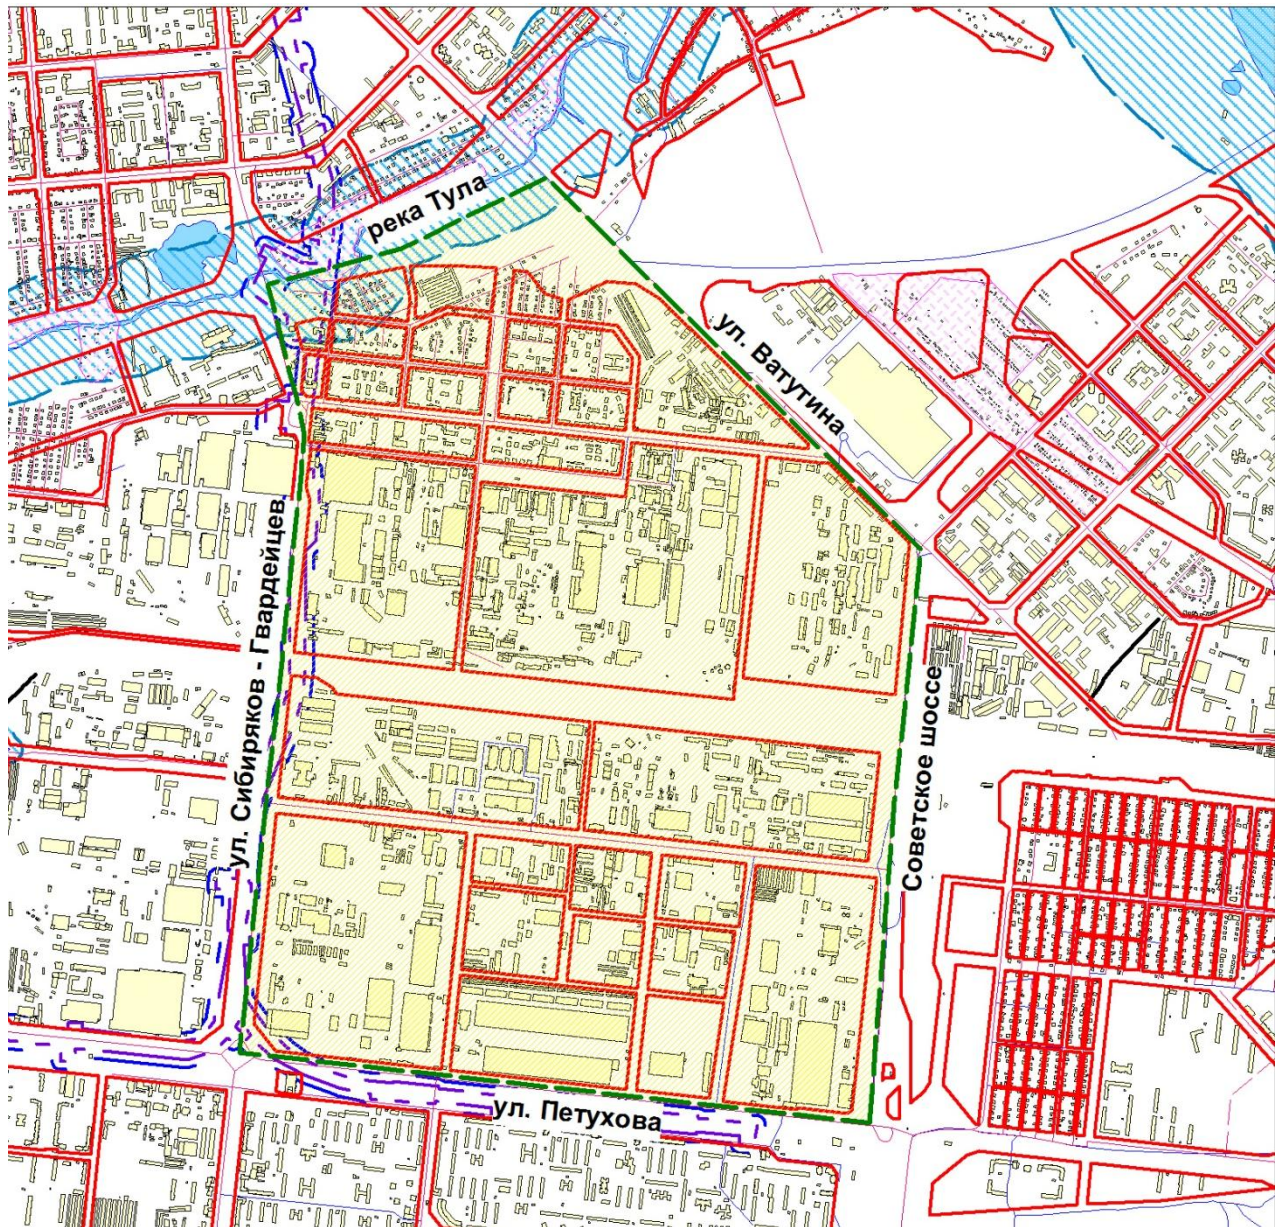 река Тула
ул. Ватутина
ул. Сибиряков - Гвардейцев
Советское шоссе
ул. Петухова